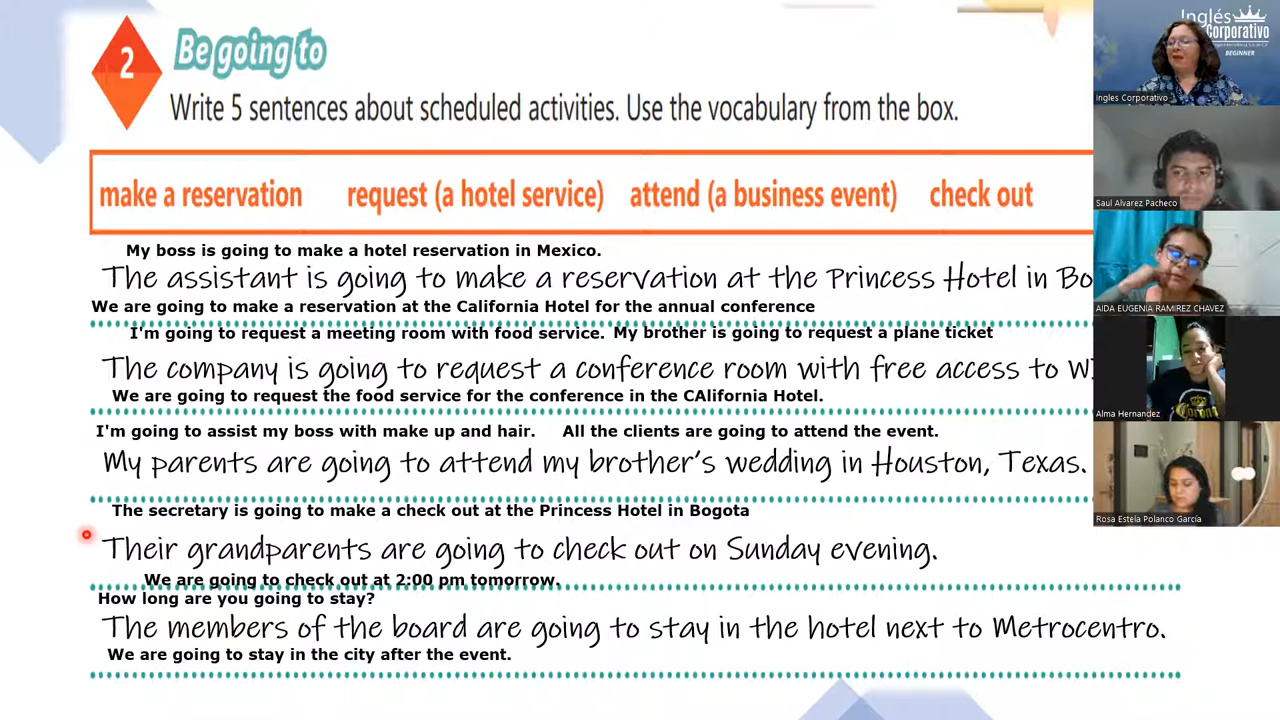 2
Be going to
Write 5 sentences about scheduled activities. Use the vocabulary from the box.
make a reservation request (a hotel service) attend (a business event) check out
My boss is going to make a hotel reservation in Mexico.
The assistant is going to make a reservation at the Princess Hotel in Bo
We are going to make a reservation at the California Hotel for the annual conference
I'm going to request a meeting room with food service. My brother is going to request a plane ticket
The company is going to request a conference room with free access to
We are going to request the food service for the conference in the CAlifornia Hotel.
I'm going to assist my boss with make up and hair. All the clients are going to attend the event.
My parents are going to attend my brother's wedding in Houston, Texas.
The secretary is going to make a check out at the Princess Hotel in Bogota
Their grandparents are going to check out on Sunday evening.
We are going to check out at 2:00 pm tomorrow.
How long are you going to stay?
The members of the board are going to stay in the hotel next to Metrocentro.
We are going to stay in the city after the event.
Inglés
Corporativo
BEGINNER
Ingles Corporativo
Saul Alvarez Pacheco
AIDA EUGENIA RAMIREZ CHAVEZ
Corona
Alma Hernandez
Rosa Estela Polanco García